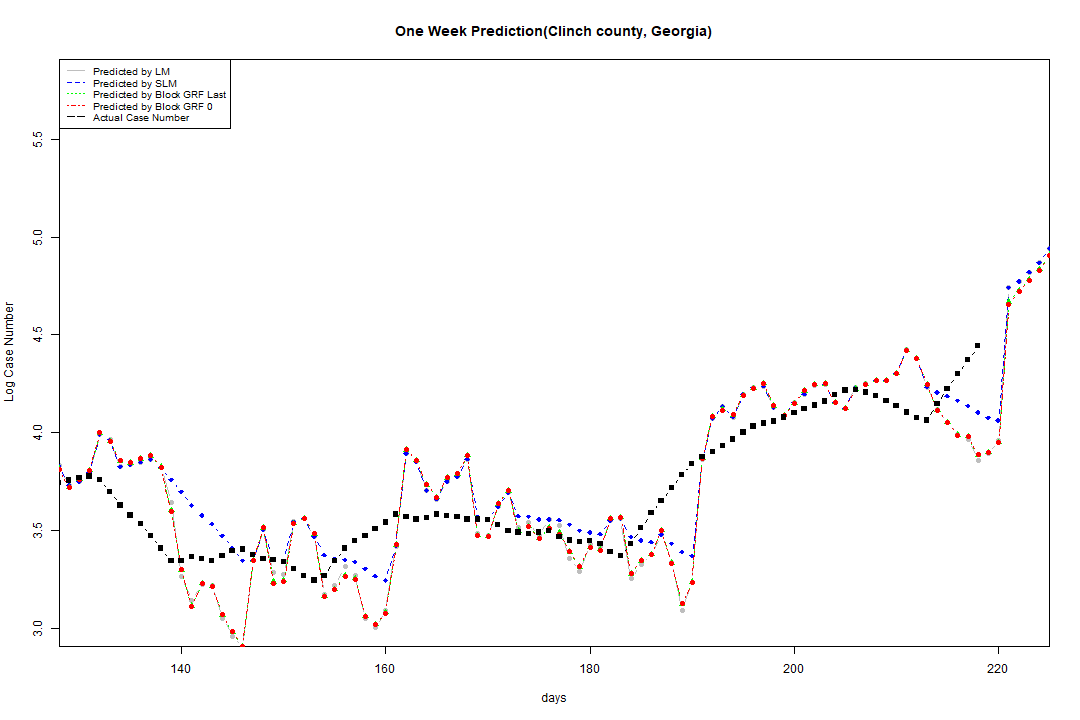 One Week Prediction(Clinch county, Georgia)
Predicted by LM
Predicted by SLM
Predicted by Block GRF Last
Predicted by Block GRF 0
Actual Case Number
5.5
5.0
4.5
4.0
3.5
3.0
Log Case Number
140 160 180 200 220
days